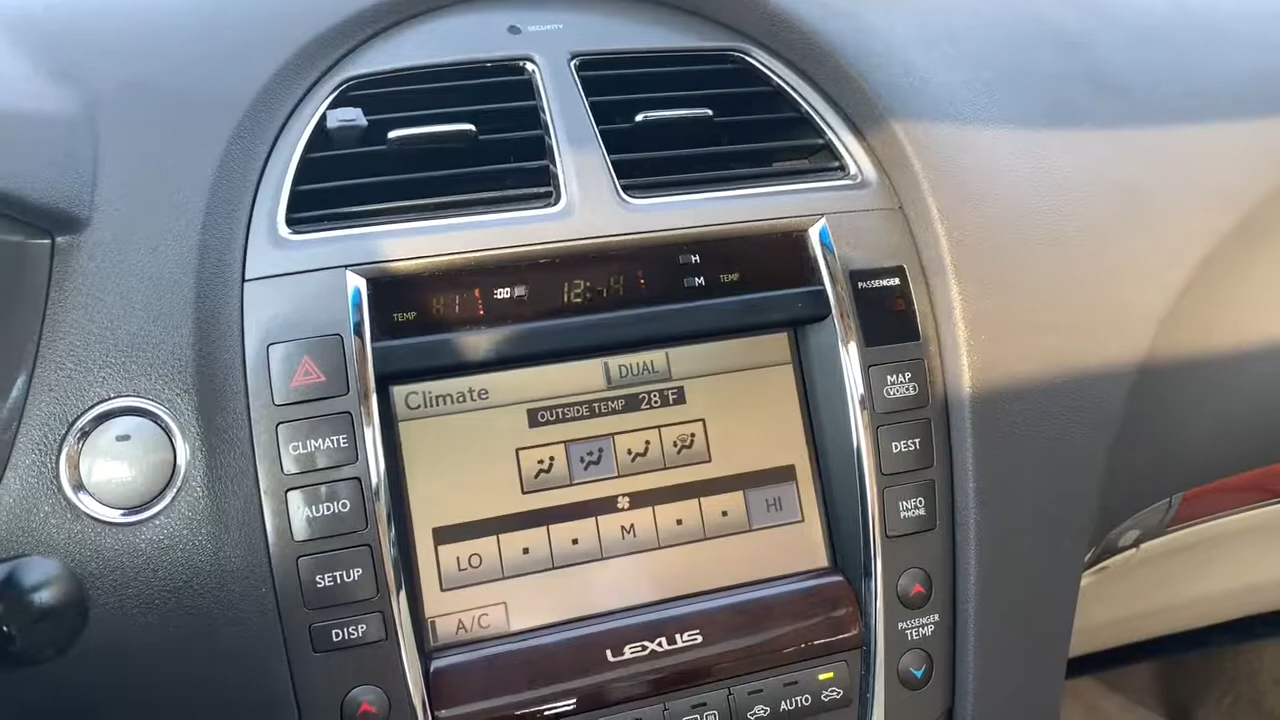 SECURITY
H
:00
M
TEMP
TEMP
PASSENGER
Climate
DUAL
OUTSIDE TEMP 28°F
MAP
VOICE
CLIMATE
DEST
AUDIO
LO
M
HI
INFO
PHONE
SETUP
DISP
A/C
PASSENGER
TEMP
LEXUS
AUTO